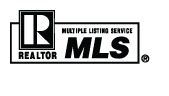 R
REALTOR
MULTIPLE LISTING SERVICE
MLS®